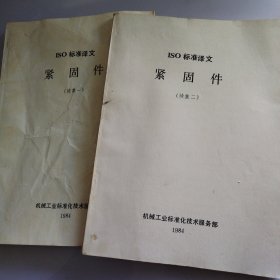 ISO 标准译文
紧固件
(续集一)
机械工业标准化技术服务
1984
ISO 标准译文
紧固件
(续集二)
机械工业标准化技术服务部
1984